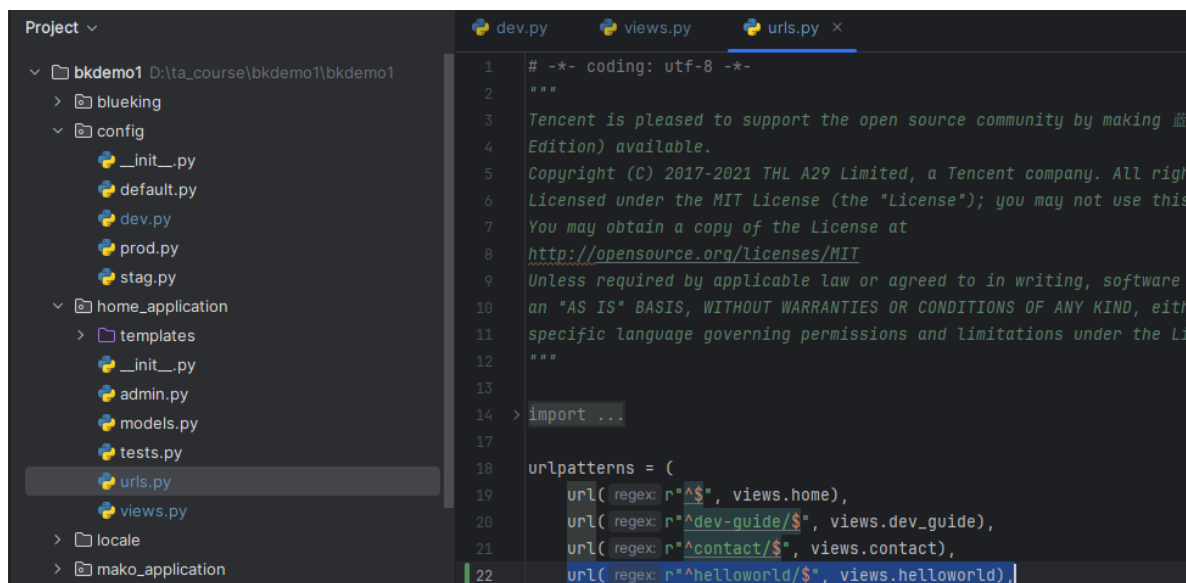 Project
bkdemo1 D:\ta_course\bkdemo1\bkdemo1
blueking
config
__init__.py
default.py
dev.py
prod.py
stag.py
home_application
templates
__init__.py
admin.py
models.py
tests.py
urls.py
views.py
locale
mako_application
dev.py views.py urls.py
1 # -*- coding: utf-8 -*-
2 """
3 Tencent is pleased to support the open source community by making 蓝
4 Edition) available.
5 Copyright (C) 2017-2021 THL A29 Limited, a Tencent company. All righ
6 Licensed under the MIT License (the "License"); you may not use this
7 You may obtain a copy of the License at
8 http://opensource.org/licenses/MIT
9 Unless required by applicable law or agreed to in writing, software
10 an "AS IS" BASIS, WITHOUT WARRANTIES OR CONDITIONS OF ANY KIND, eith
11 specific language governing permissions and limitations under the Li
12 """
13
14 import ...
17
18 urlpatterns = (
19 url( regex: r"^$", views.home),
20 url( regex: r"^dev-guide/$", views.dev_guide),
21 url( regex: r"^contact/$", views.contact),
22 url( regex: r"^helloworld/$", views.helloworld),